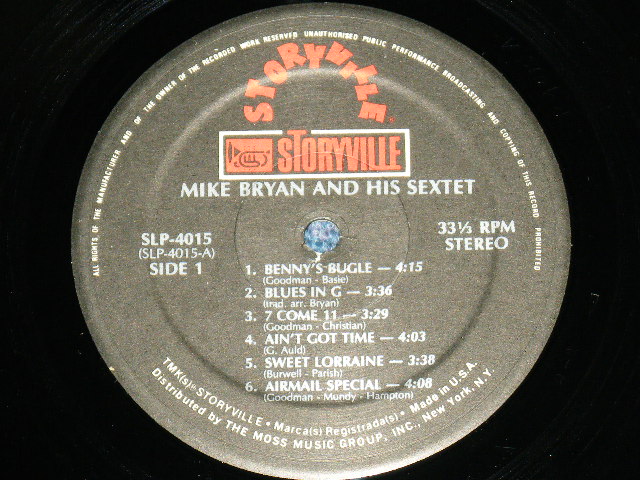 ALL RIGHTS OF THE MANUFACTURER AND OF THE OWNER OF THE RECORDED WORK RESERVED UNAUTHORISED PUBLIC PERFORMANCE BROADCASTING AND COPYING OF THIS RECORD PROHIBITED
STORYVILLE
STORYVILLE
MIKE BRYAN AND HIS SEXTET
SLP-4015
(SLP-4015-A)
SIDE 1
33⅓ RPM
STEREO
1. BENNY'S BUGLE — 4:15
(Goodman - Basie)
2. BLUES IN G — 3:36
(trad. arr. Bryan)
3. 7 COME 11 — 3:29
(Goodman - Christian)
4. AIN'T GOT TIME — 4:03
(G. Auld)
5. SWEET LORRAINE — 3:38
(Burwell - Parish)
6. AIRMAIL SPECIAL — 4:08
(Goodman - Mundy - Hampton)
TMK(s)® STORYVILLE • Marca(s) Registrada(s) • Made in U.S.A.
Distributed by THE MOSS MUSIC GROUP, INC., New York, N.Y.